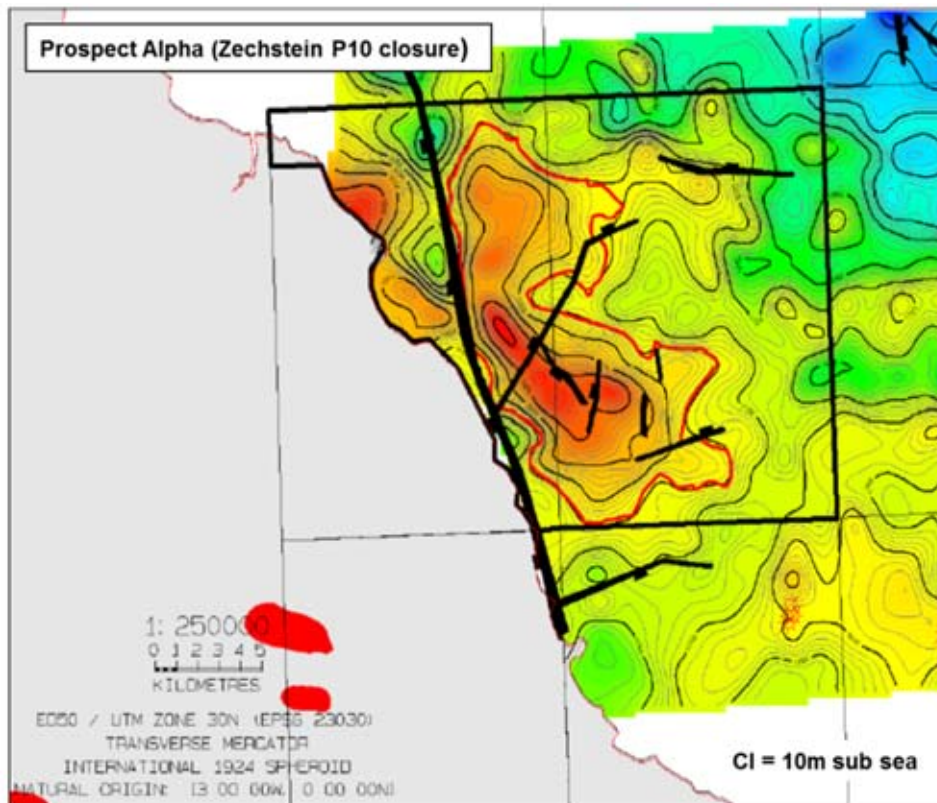 Prospect Alpha (Zechstein P10 closure)
1: 250000
0 1 2 3 4 5
KILOMETRES
ED50 / UTM ZONE 30N (EPSG 23030)
TRANSVERSE MERCATOR
INTERNATIONAL 1924 SPHEROID
NATURAL ORIGIN: (3 00 00W, 0 00 00N)
CI = 10m sub sea